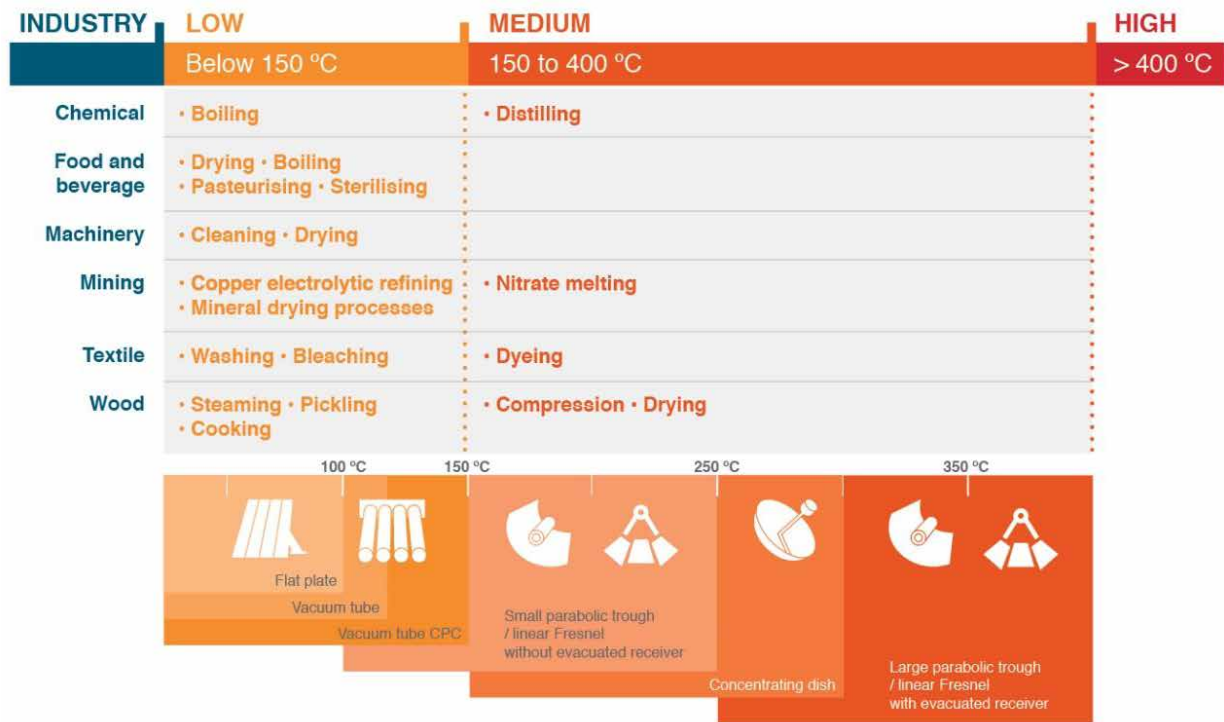 INDUSTRY LOW MEDIUM HIGH
Below 150 ºC 150 to 400 ºC > 400 ºC
Chemical • Boiling • Distilling
Food and • Drying • Boiling
beverage • Pasteurising • Sterilising
Machinery • Cleaning • Drying
Mining • Copper electrolytic refining • Nitrate melting
• Mineral drying processes
Textile • Washing • Bleaching • Dyeing
Wood • Steaming • Pickling • Compression • Drying
• Cooking
100 ºC 150 ºC 250 ºC 350 ºC
Flat plate
Vacuum tube
Vacuum tube CPC
Small parabolic trough
/ linear Fresnel
without evacuated receiver
Concentrating dish
Large parabolic trough
/ linear Fresnel
with evacuated receiver